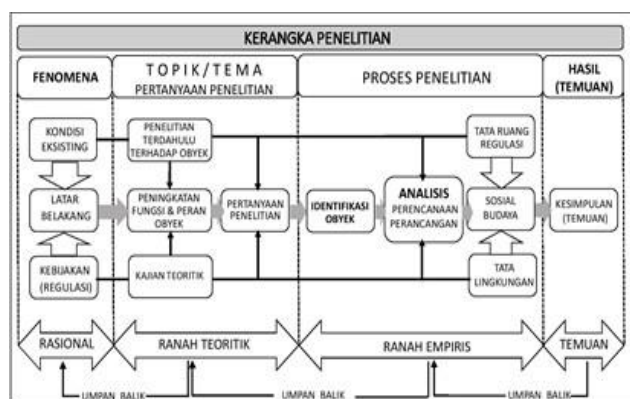 KERANGKA PENELITIAN
FENOMENA
TOPIK/TEMA
PERTANYAAN PENELITIAN
PROSES PENELITIAN
HASIL
(TEMUAN)
KONDISI
EKSISTING
PENELITIAN
TERDAHULU
TERHADAP OBYEK
TATA RUANG
REGULASI
LATAR
BELAKANG
PENINGKATAN
FUNGSI & PERAN
OBYEK
PERTANYAAN
PENELITIAN
IDENTIFIKASI
OBYEK
ANALISIS
PERENCANAAN
PERANCANGAN
SOSIAL
BUDAYA
KESIMPULAN
(TEMUAN)
KEBIJAKAN
(REGULASI)
KAJIAN TEORITIK
TATA
LINGKUNGAN
RASIONAL
RANAH TEORITIK
RANAH EMPIRIS
TEMUAN
UMPAN BALIK
UMPAN BALIK
UMPAN BALIK